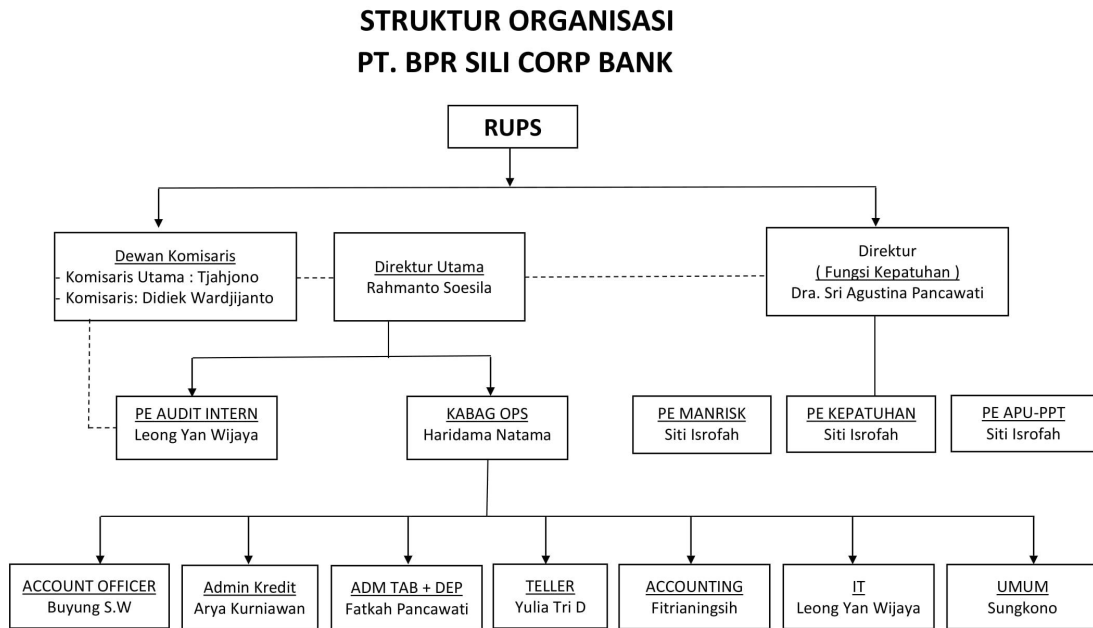 STRUKTUR ORGANISASI
PT. BPR SILI CORP BANK
RUPS
Dewan Komisaris
- Komisaris Utama : Tjahjono
- Komisaris: Didiek Wardjijanto
Direktur Utama
Rahmanto Soesila
Direktur
( Fungsi Kepatuhan )
Dra. Sri Agustina Pancawati
PE AUDIT INTERN
Leong Yan Wijaya
KABAG OPS
Haridama Natama
PE MANRISK
Siti Isrofah
PE KEPATUHAN
Siti Isrofah
PE APU-PPT
Siti Isrofah
ACCOUNT OFFICER
Buyung S.W
Admin Kredit
Arya Kurniawan
ADM TAB + DEP
Fatkah Pancawati
TELLER
Yulia Tri D
ACCOUNTING
Fitrianingsih
IT
Leong Yan Wijaya
UMUM
Sungkono